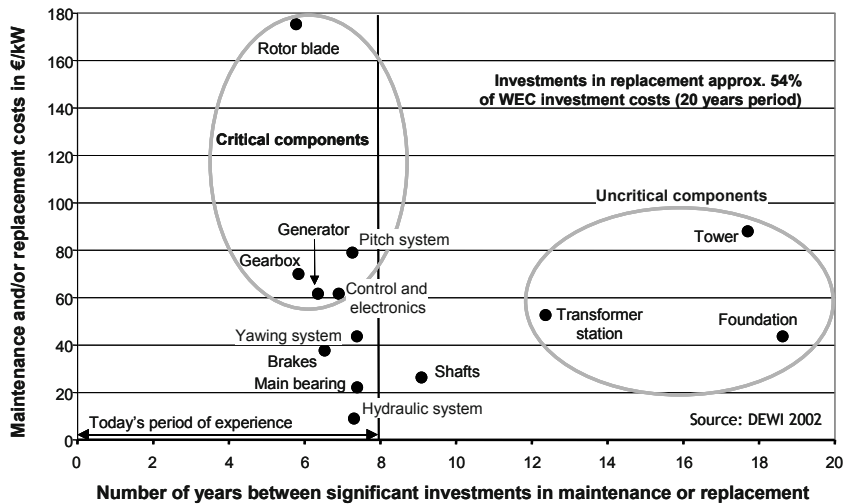 Maintenance and/or replacement costs in €/kW
180
160
140
120
100
80
60
40
20
0
Rotor blade
Investments in replacement approx. 54%
of WEC investment costs (20 years period)
Critical components
Uncritical components
Generator
Pitch system
Tower
Gearbox
Control and
electronics
Transformer
station
Foundation
Yawing system
Brakes
Shafts
Main bearing
Hydraulic system
Today's period of experience
Source: DEWI 2002
0 2 4 6 8 10 12 14 16 18 20
Number of years between significant investments in maintenance or replacement